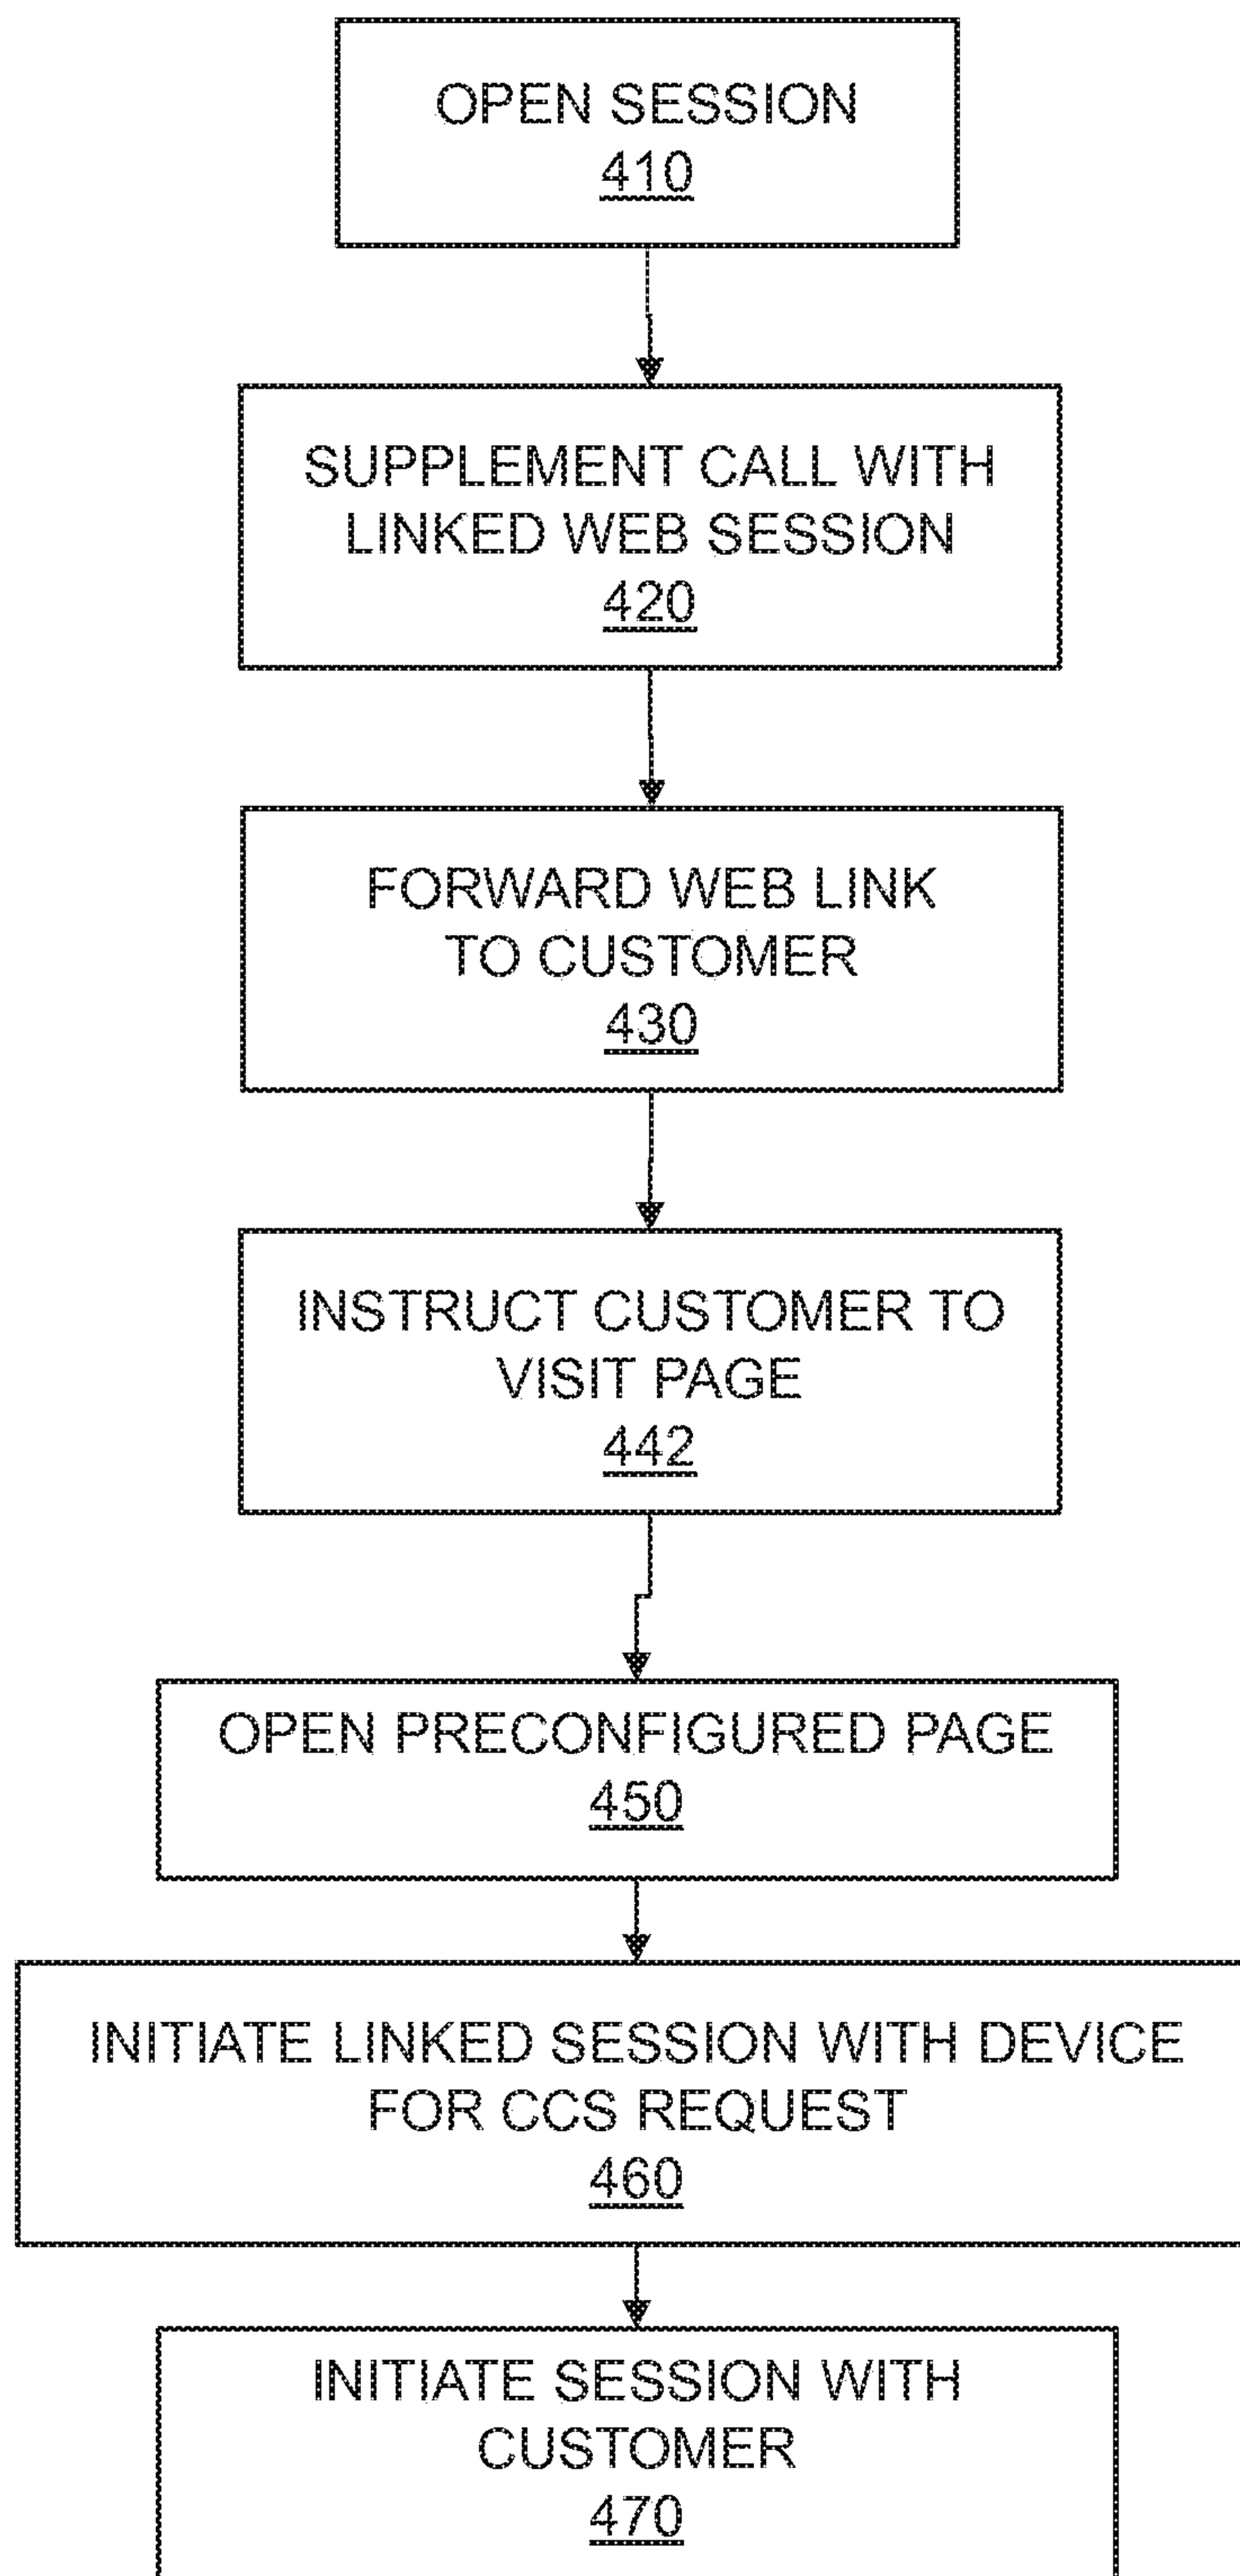 OPEN SESSION
410
SUPPLEMENT CALL WITH
LINKED WEB SESSION
420
FORWARD WEB LINK
TO CUSTOMER
430
INSTRUCT CUSTOMER TO
VISIT PAGE
442
OPEN PRECONFIGURED PAGE
450
INITIATE LINKED SESSION WITH DEVICE
FOR CCS REQUEST
460
INITIATE SESSION WITH
CUSTOMER
470